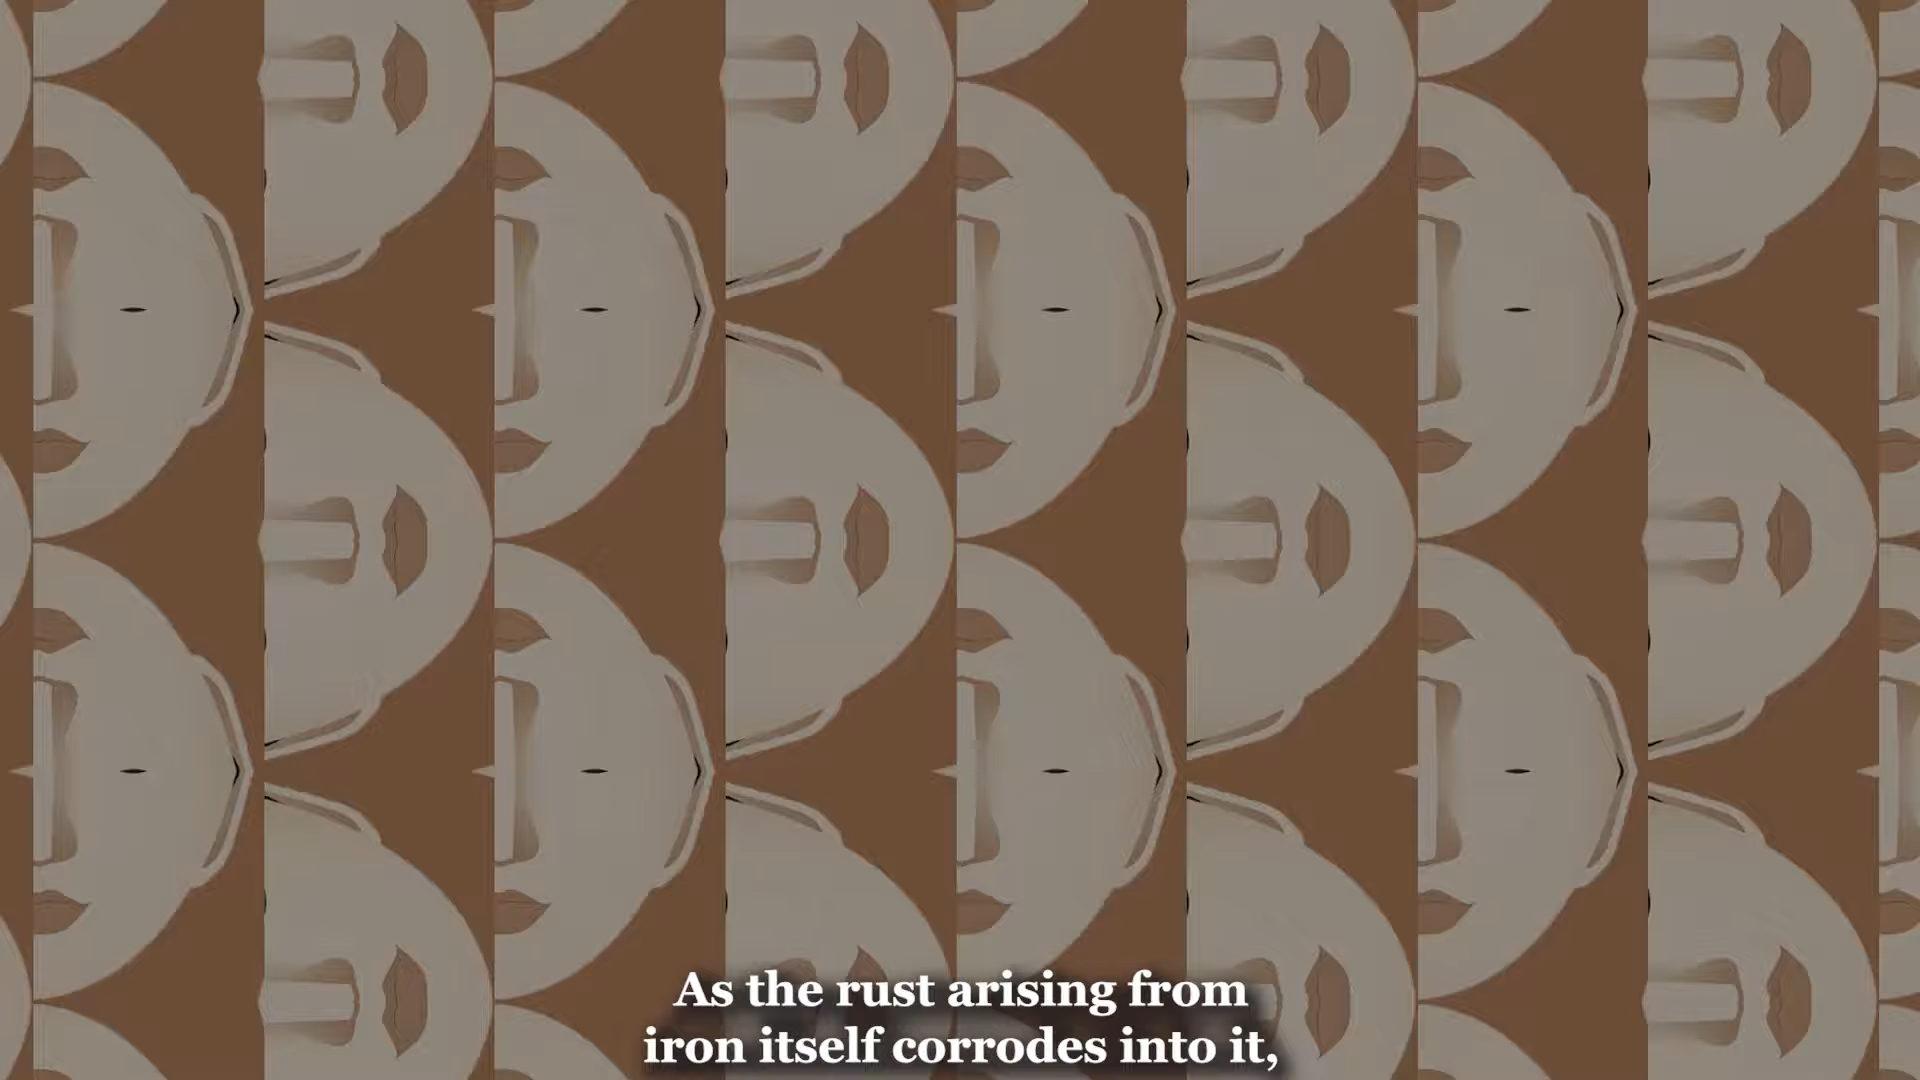 As the rust arising from
iron itself corrodes into it,